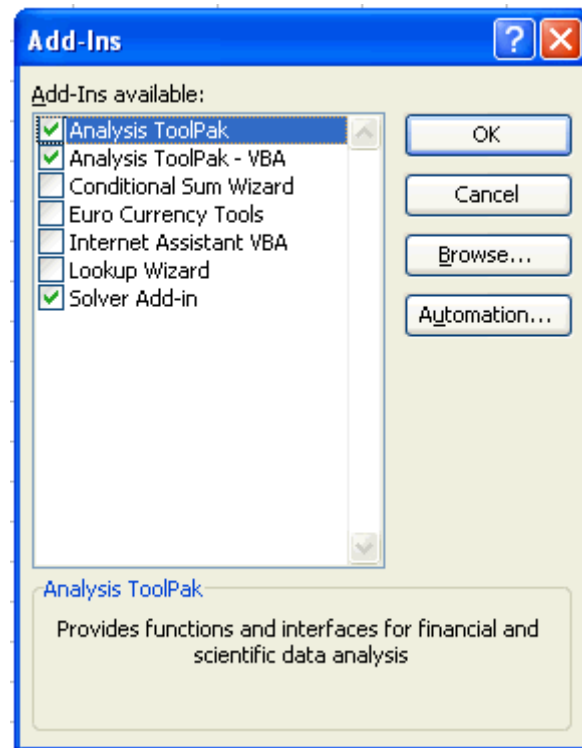 Add-Ins
Add-Ins available:
Analysis ToolPak
Analysis ToolPak - VBA
Conditional Sum Wizard
Euro Currency Tools
Internet Assistant VBA
Lookup Wizard
Solver Add-in
OK
Cancel
Browse...
Automation...
Analysis ToolPak
Provides functions and interfaces for financial and
scientific data analysis